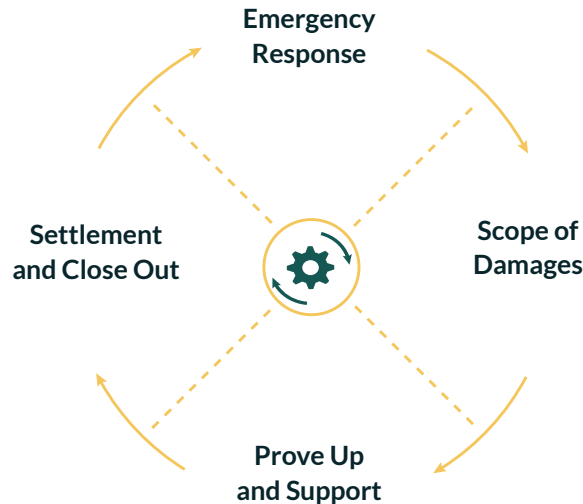 Emergency
Response
Scope of
Damages
Prove Up
and Support
Settlement
and Close Out